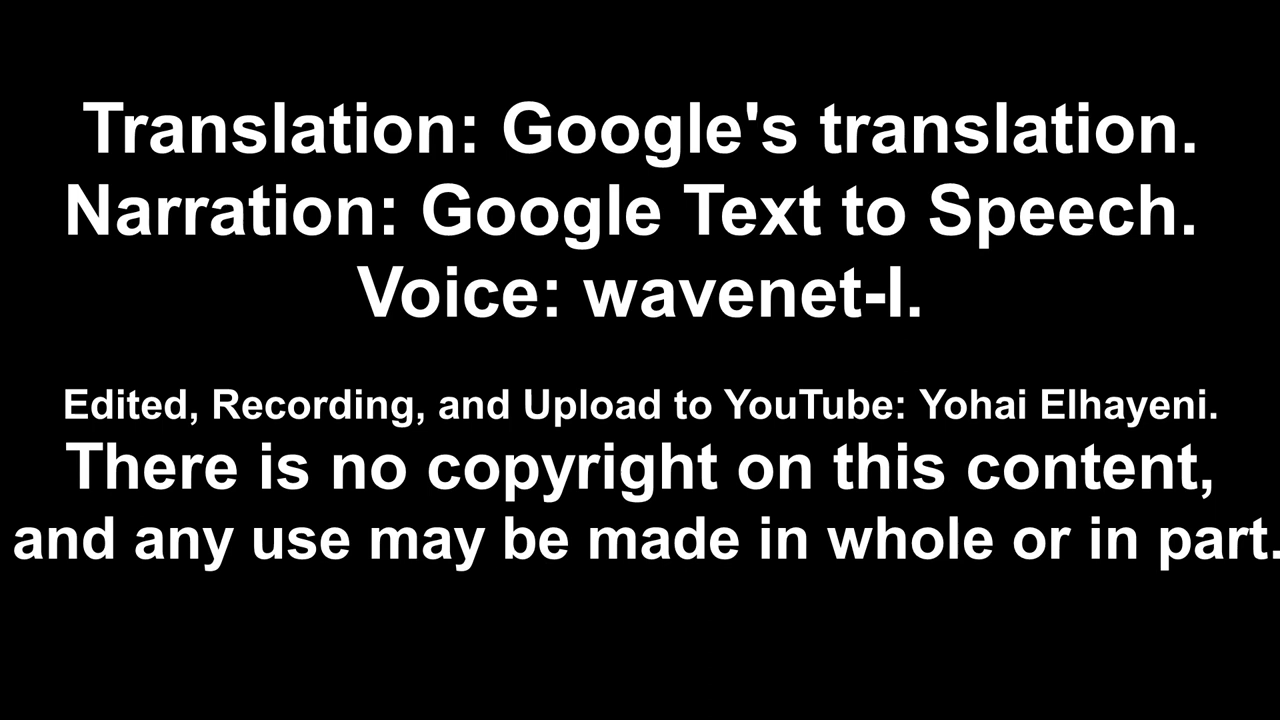 Translation: Google's translation.
Narration: Google Text to Speech.
Voice: wavenet-I.
Edited, Recording, and Upload to YouTube: Yohai Elhayeni.
There is no copyright on this content,
and any use may be made in whole or in part.